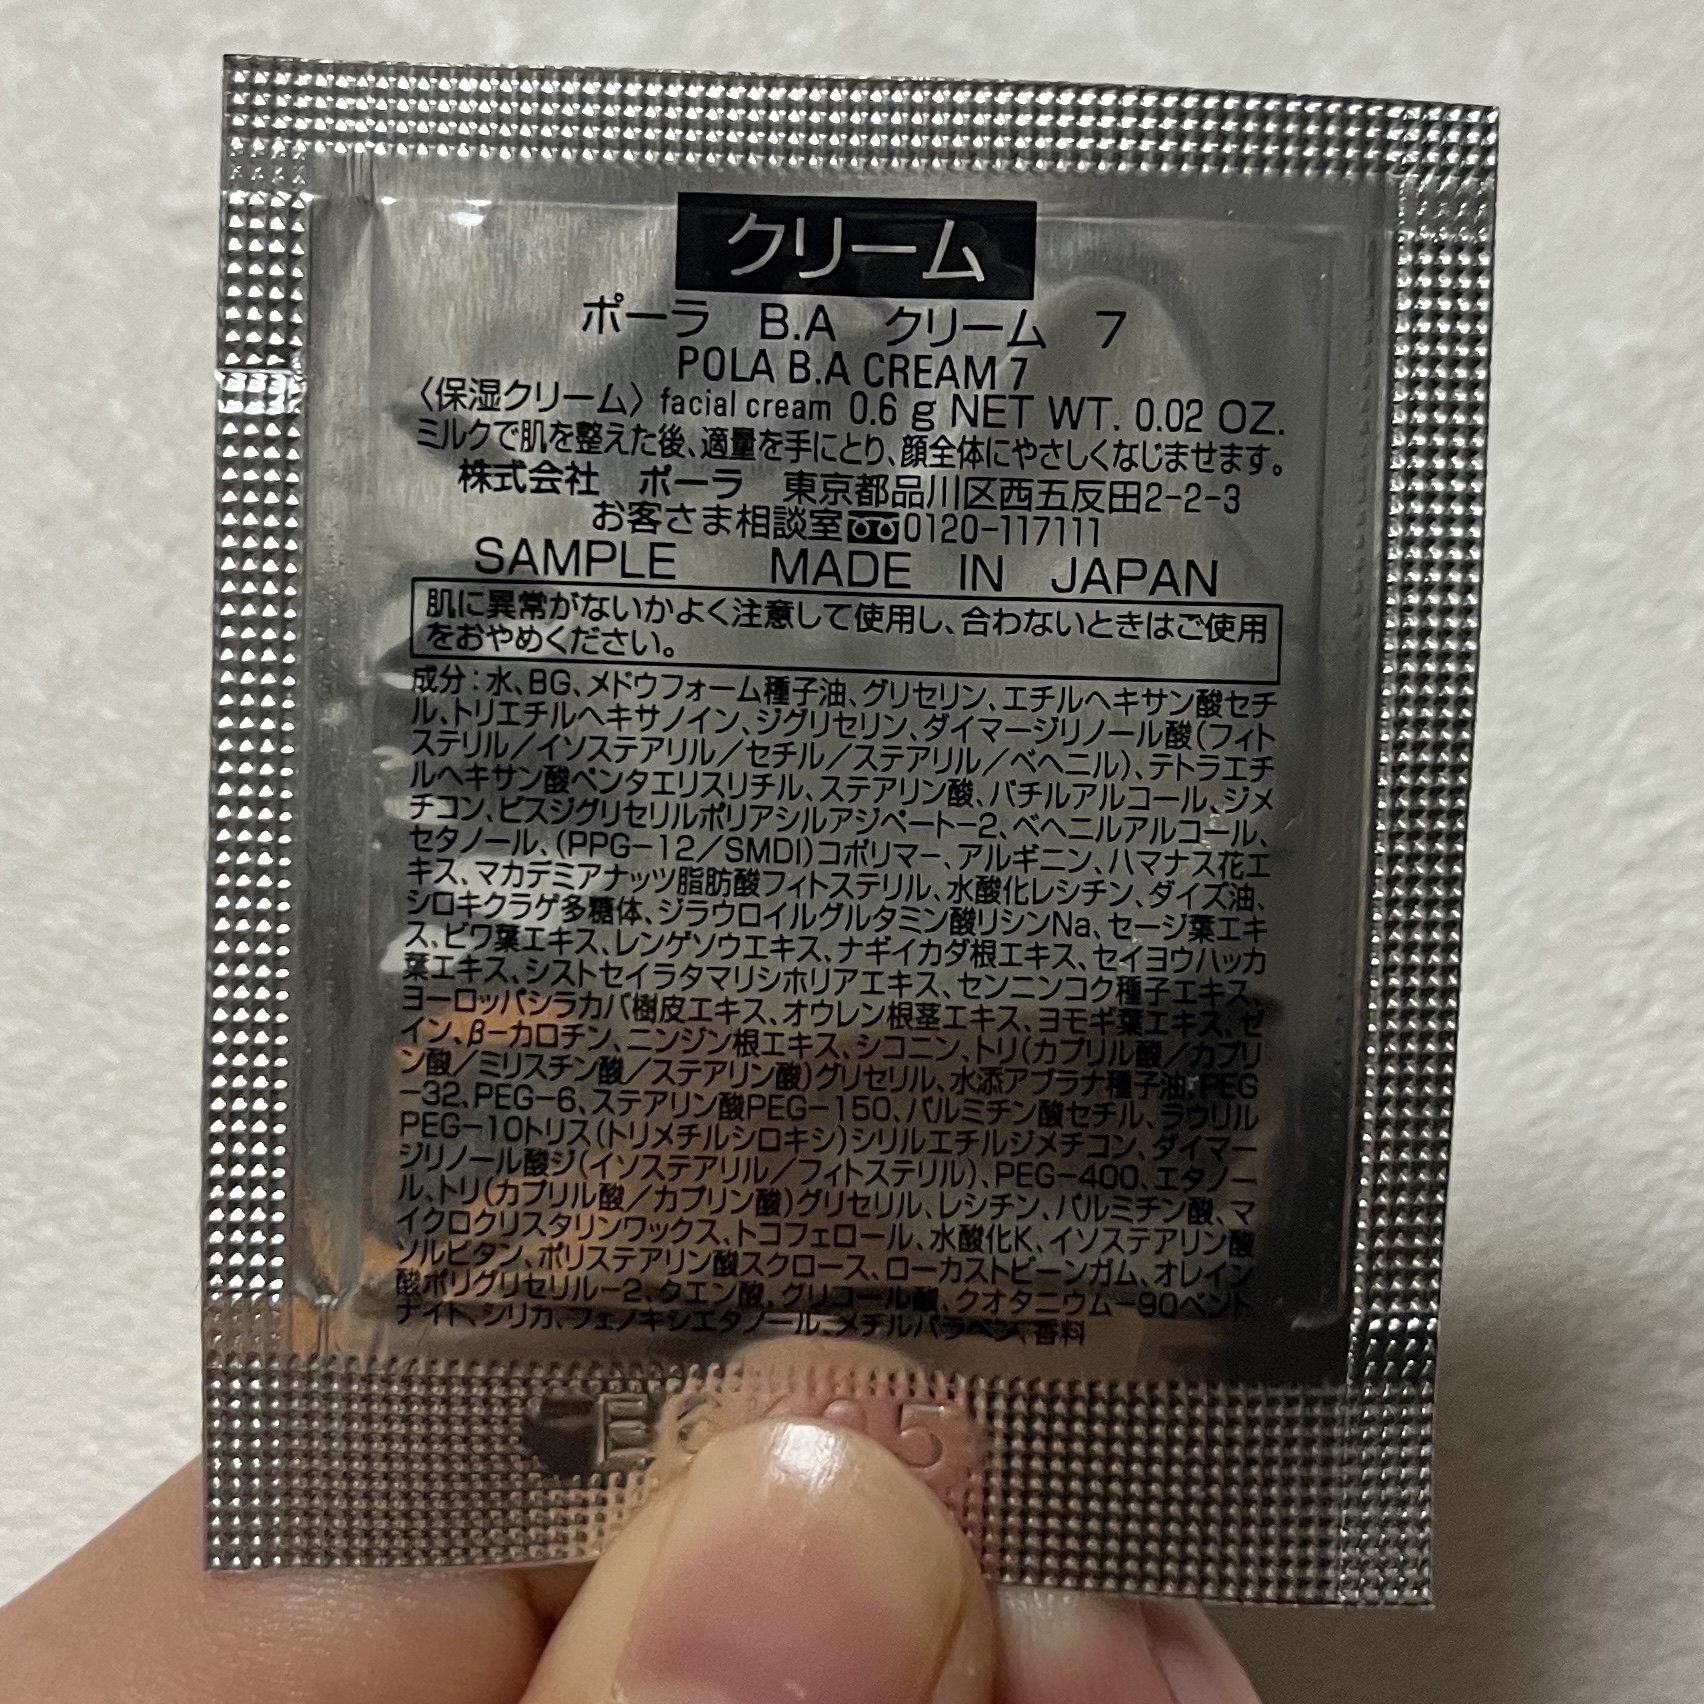 クリーム
ポーラ B.A クリーム 7
POLA B.A CREAM 7
〈保湿クリーム〉 facial cream 0.6 g NET WT. 0.02 OZ.
ミルクで肌を整えた後、適量を手にとり、顔全体にやさしくなじませます。
株式会社 ポーラ 東京都品川区西五反田2-2-3
お客さま相談室 0120-117111
SAMPLE MADE IN JAPAN
肌に異常がないかよく注意して使用し、合わないときはご使用
をおやめください。
成分：水、BG、メドウフォーム種子油、グリセリン、エチルヘキサン酸セチ
ル、トリエチルヘキサノイン、ジグリセリン、ダイマージリノール酸(フィト
ステリル／イソステアリル／セチル／ステアリル／ベヘニル)、テトラエチ
ルヘキサン酸ペンタエリスリチル、ステアリン酸、バチルアルコール、ジメ
チコン、ビスジグリセリルポリアシルアジペート-2、ベヘニルアルコール、
セタノール、(PPG-12／SMDI)コポリマー、アルギニン、ハマナス花エ
キス、マカデミアナッツ脂肪酸フィトステリル、水酸化レシチン、ダイズ油、
シロキクラゲ多糖体、ジラウロイルグルタミン酸リシンNa、セージ葉エキ
ス、ビワ葉エキス、レンゲソウエキス、ナギイカダ根エキス、セイヨウハッカ
葉エキス、シストセイラタマリシホリアエキス、センニンコク種子エキス、
ヨーロッパシラカバ樹皮エキス、オウレン根茎エキス、ヨモギ葉エキス、ゼ
イン、β-カロチン、ニンジン根エキス、シコニン、トリ(カプリル酸／カプリ
ン酸／ミリスチン酸／ステアリン酸)グリセリル、水添アブラナ種子油、PEG
-32、PEG-6、ステアリン酸PEG-150、パルミチン酸セチル、ラウリル
PEG-10トリス(トリメチルシロキシ)シリルエチルジメチコン、ダイマー
ジリノール酸ジ(イソステアリル／フィトステリル)、PEG-400、エタノー
ル、トリ(カプリル酸／カプリン酸)グリセリル、レシチン、パルミチン酸、マ
イクロクリスタリンワックス、トコフェロール、水酸化K、イソステアリン酸
ソルビタン、ポリステアリン酸スクロース、ローカストビーンガム、オレイン
酸ポリグリセリル-2、クエン酸、グリコール酸、クオタニウム-90ベント
ナイト、シリカ、フェノキシエタノール、メチルパラベン、香料